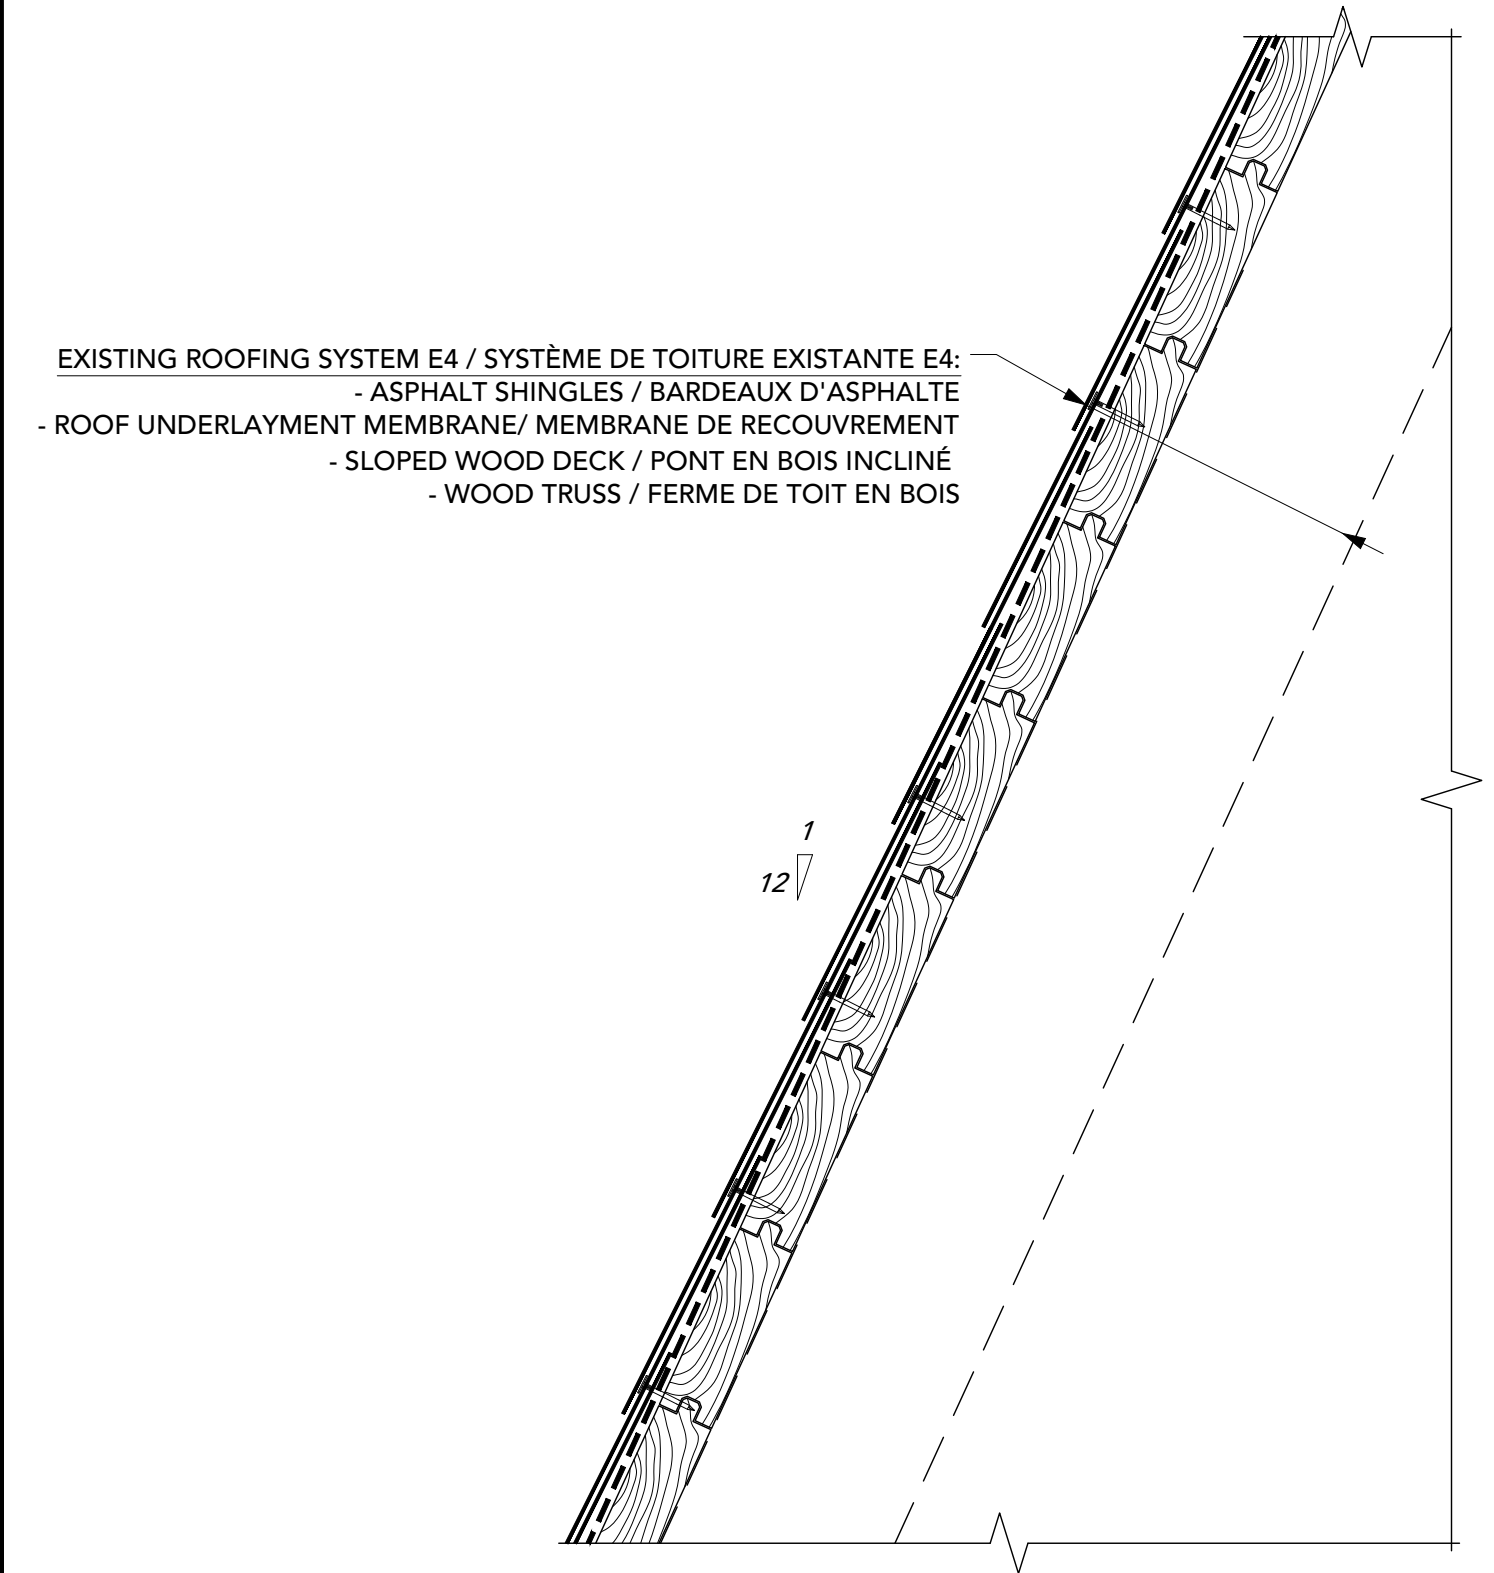 EXISTING ROOFING SYSTEM E4 / SYSTÈME DE TOITURE EXISTANTE E4:
- ASPHALT SHINGLES / BARDEAUX D'ASPHALTE
- ROOF UNDERLAYMENT MEMBRANE/ MEMBRANE DE RECOUVREMENT
- SLOPED WOOD DECK / PONT EN BOIS INCLINÉ
- WOOD TRUSS / FERME DE TOIT EN BOIS
1
12